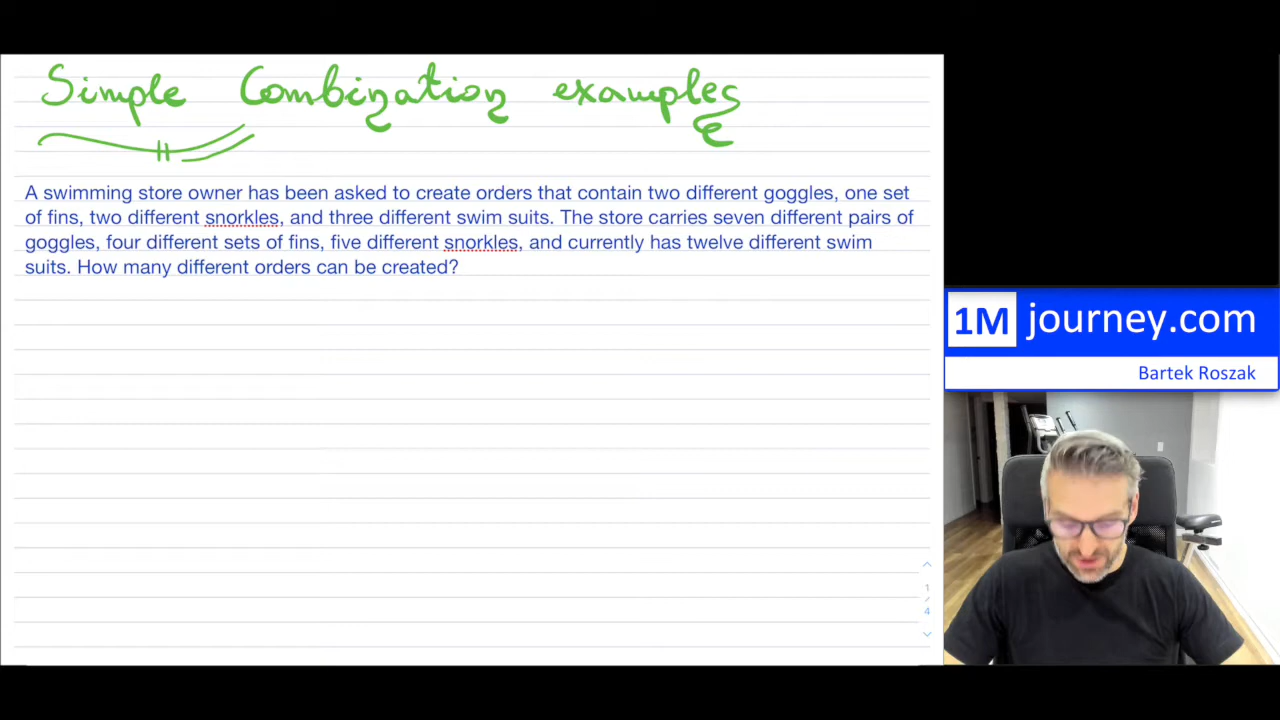 Simple Combination examples
A swimming store owner has been asked to create orders that contain two different goggles, one set
of fins, two different snorkles, and three different swim suits. The store carries seven different pairs of
goggles, four different sets of fins, five different snorkles, and currently has twelve different swim
suits. How many different orders can be created?
1M journey.com
Bartek Roszak
1
/
4